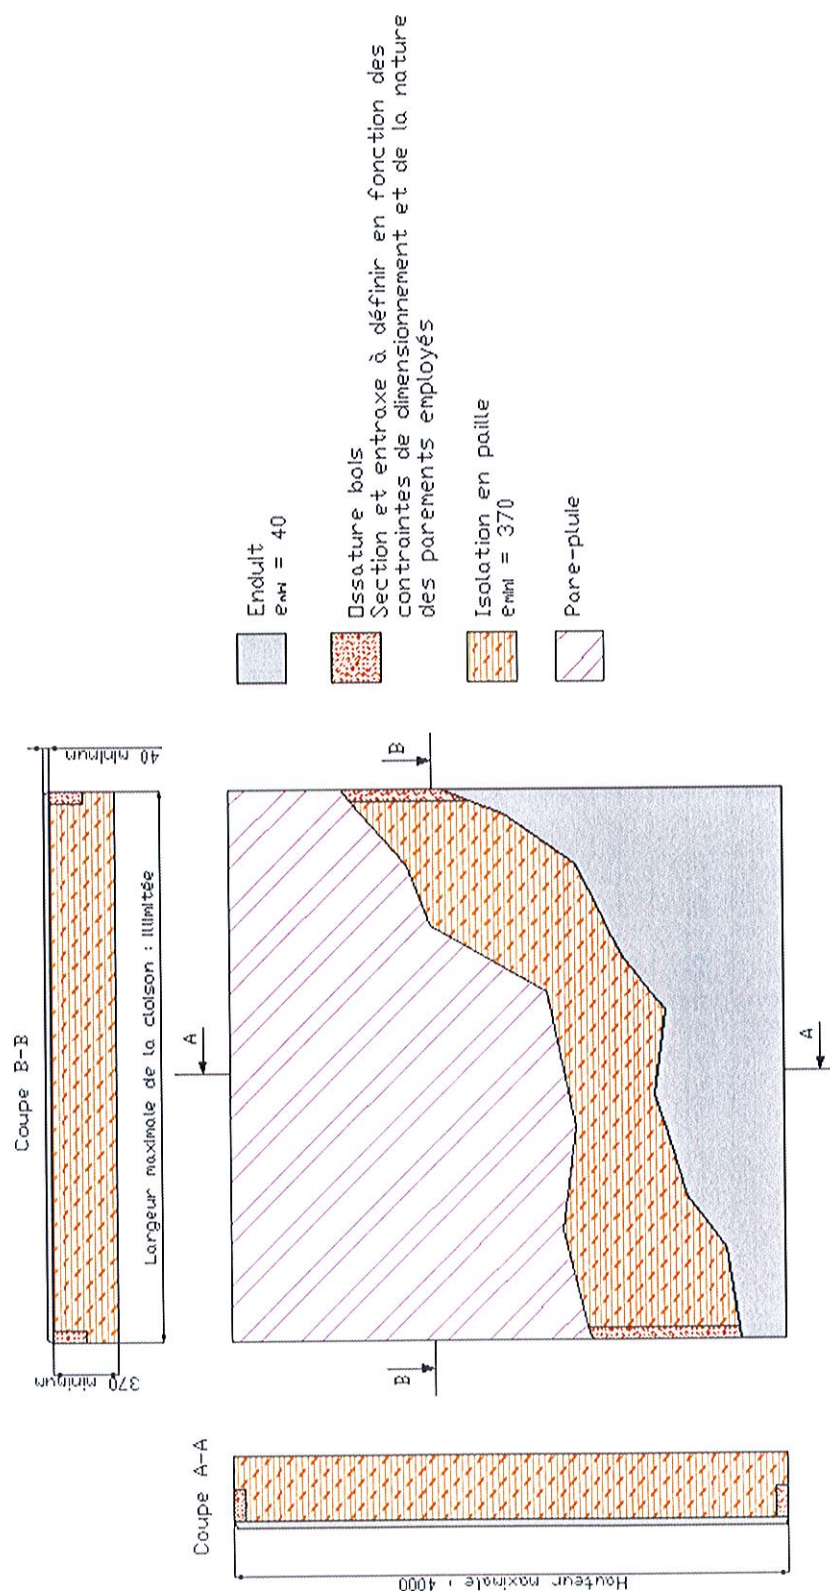 Coupe B-B
40 minimum
Largeur maximale de la cloison : illimitée
370 minimum
A
B
B
A
Coupe A-A
Hauteur maximale : 4000
Enduit
= 40
Ossature bois
Section et entraxe à définir en fonction des
contraintes de dimensionnement et de la nature
des parements employés
Isolation en paille
emini = 370
Pare-pluie